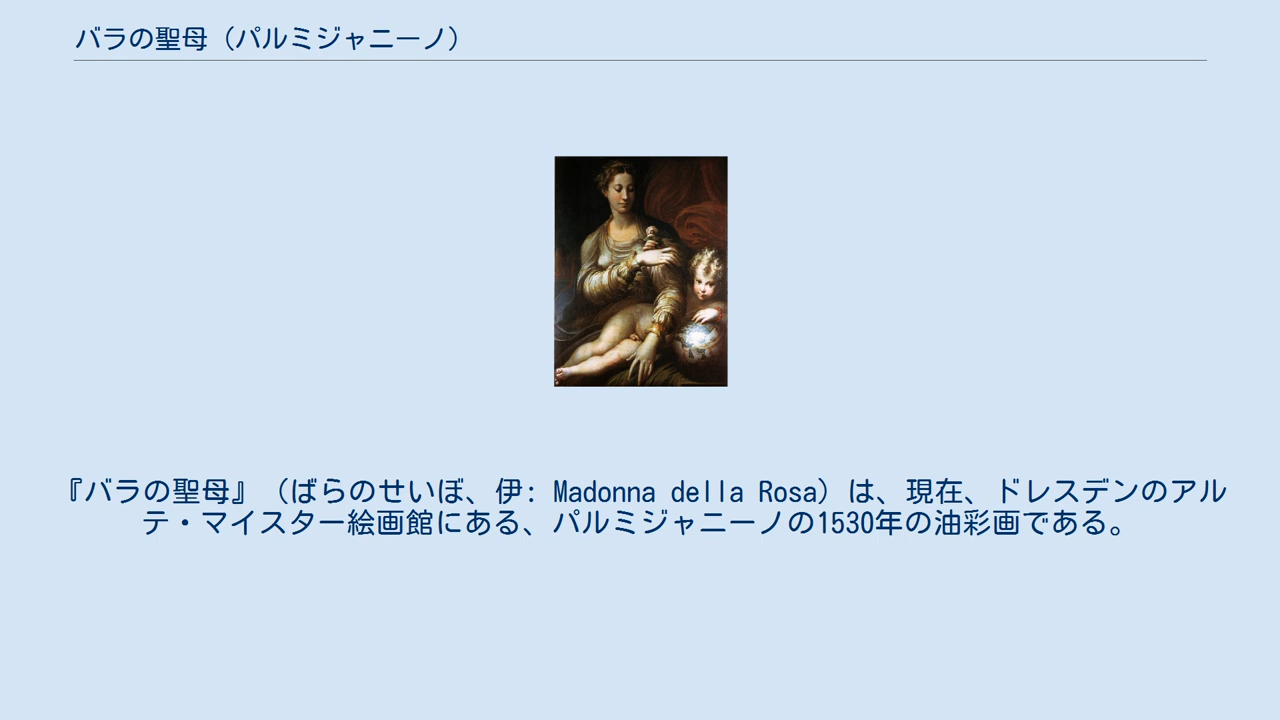 バラの聖母（パルミジャニーノ）
『バラの聖母』（ばらのせいぼ、伊: Madonna della Rosa）は、現在、ドレスデンのアル
テ・マイスター絵画館にある、パルミジャニーノの1530年の油彩画である。